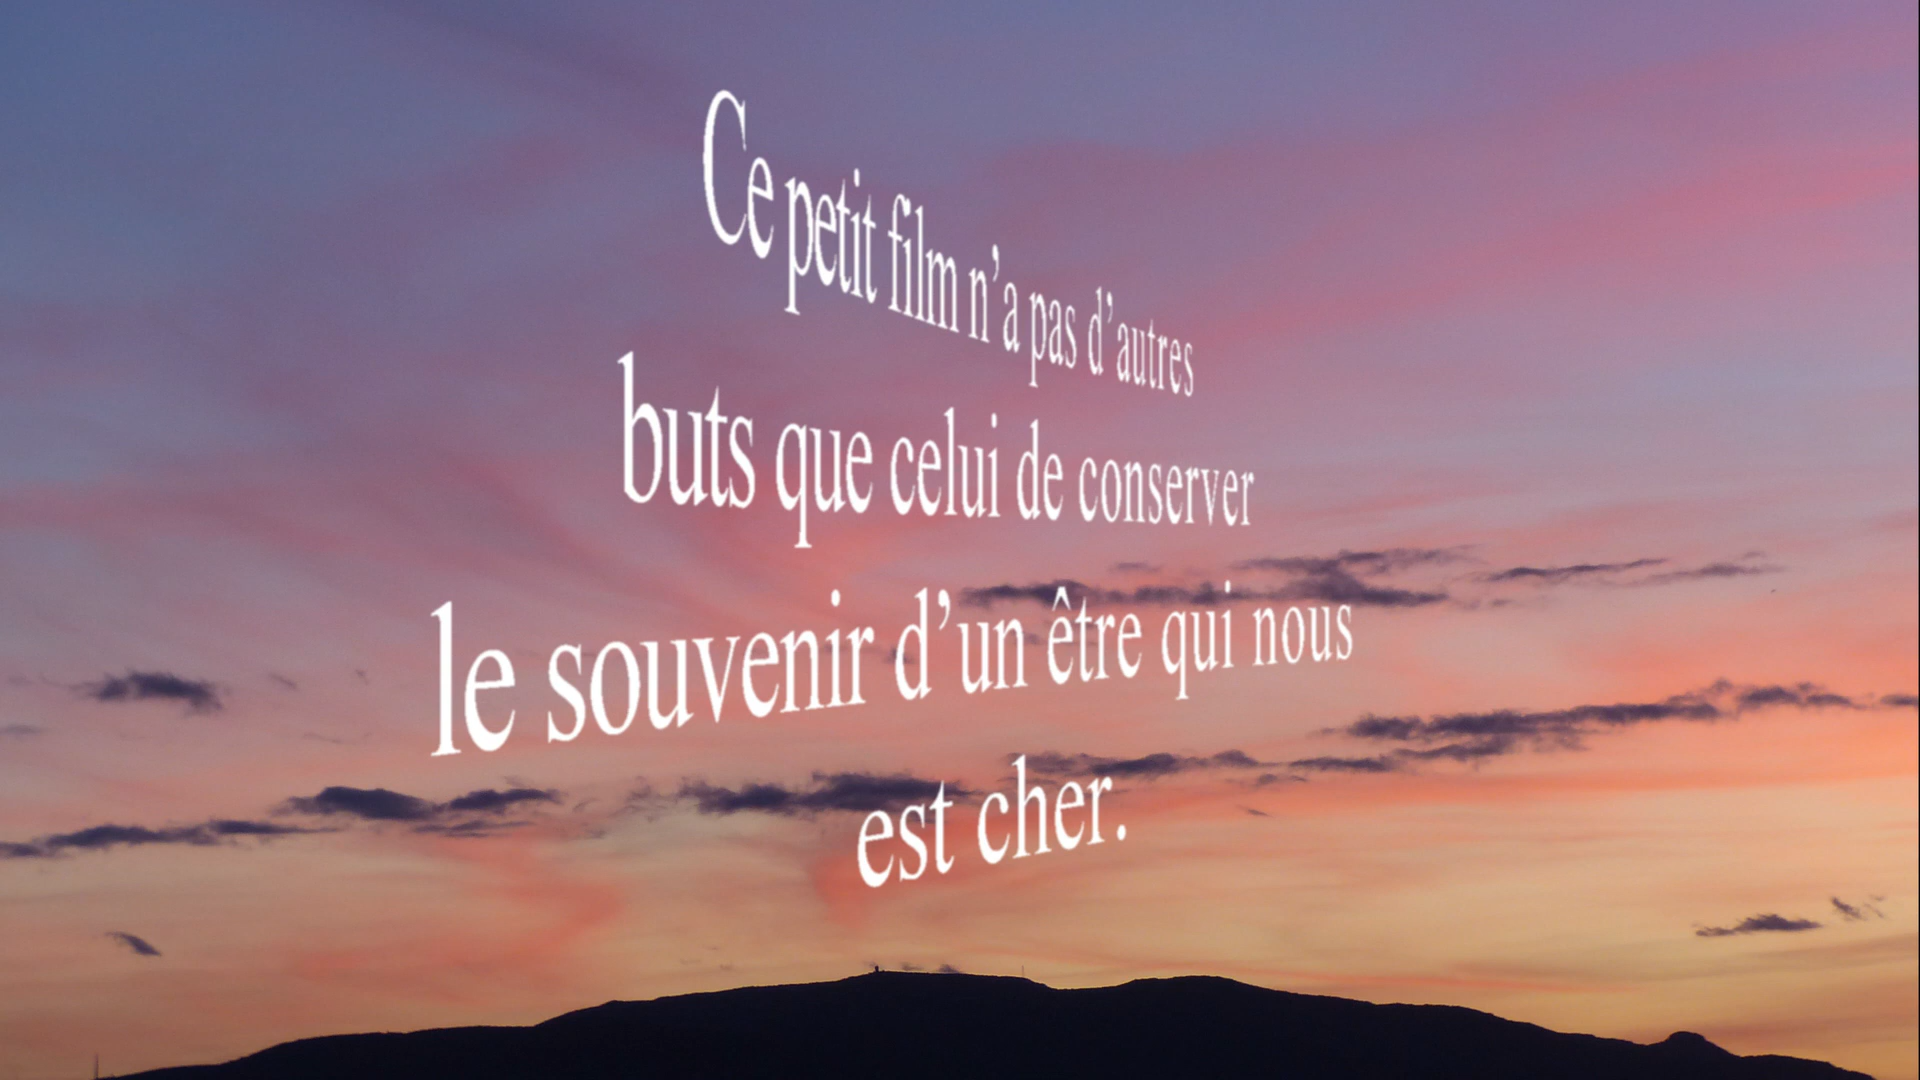 Ce petit film n’a pas d’autres
buts que celui de conserver
le souvenir d’un être qui nous
est cher.